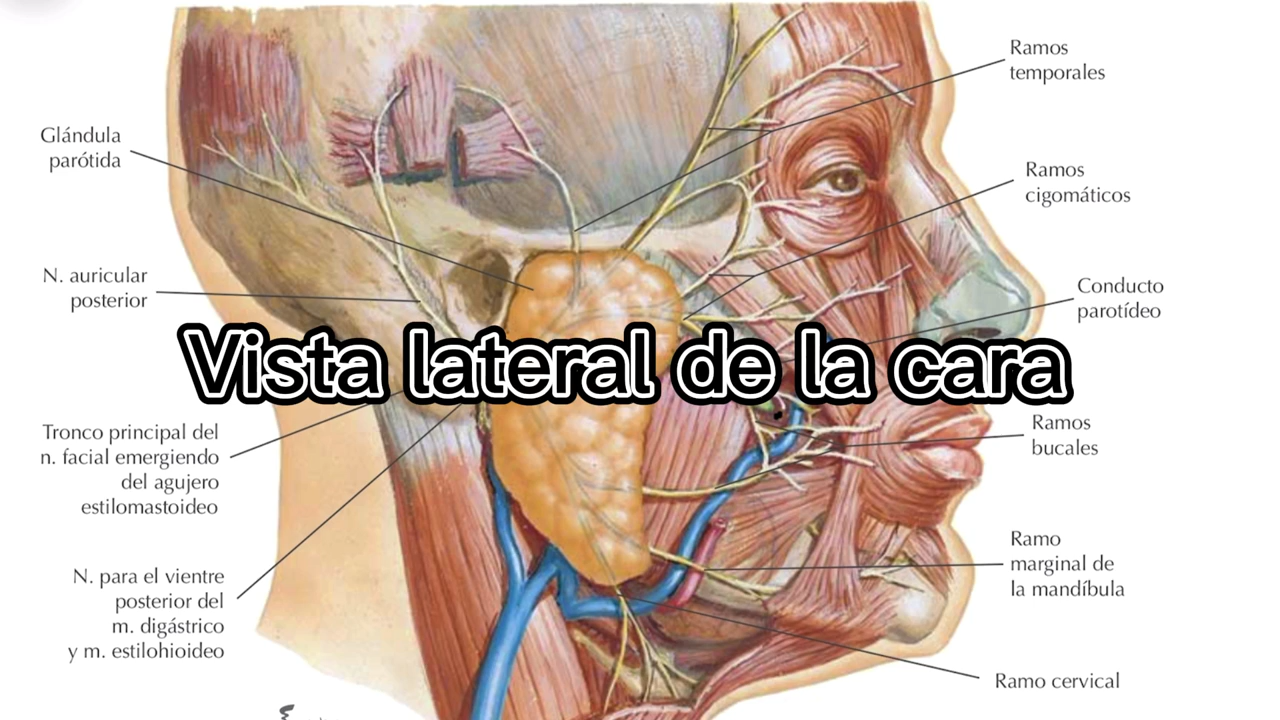 Ramos
temporales
Glándula
parótida
Ramos
cigomáticos
N. auricular
posterior
Conducto
parotídeo
Vista lateral de la cara
Ramos
bucales
Tronco principal del
n. facial emergiendo
del agujero
estilomastoideo
Ramo
marginal de
la mandíbula
N. para el vientre
posterior del
m. digástrico
y m. estilohioideo
Ramo cervical